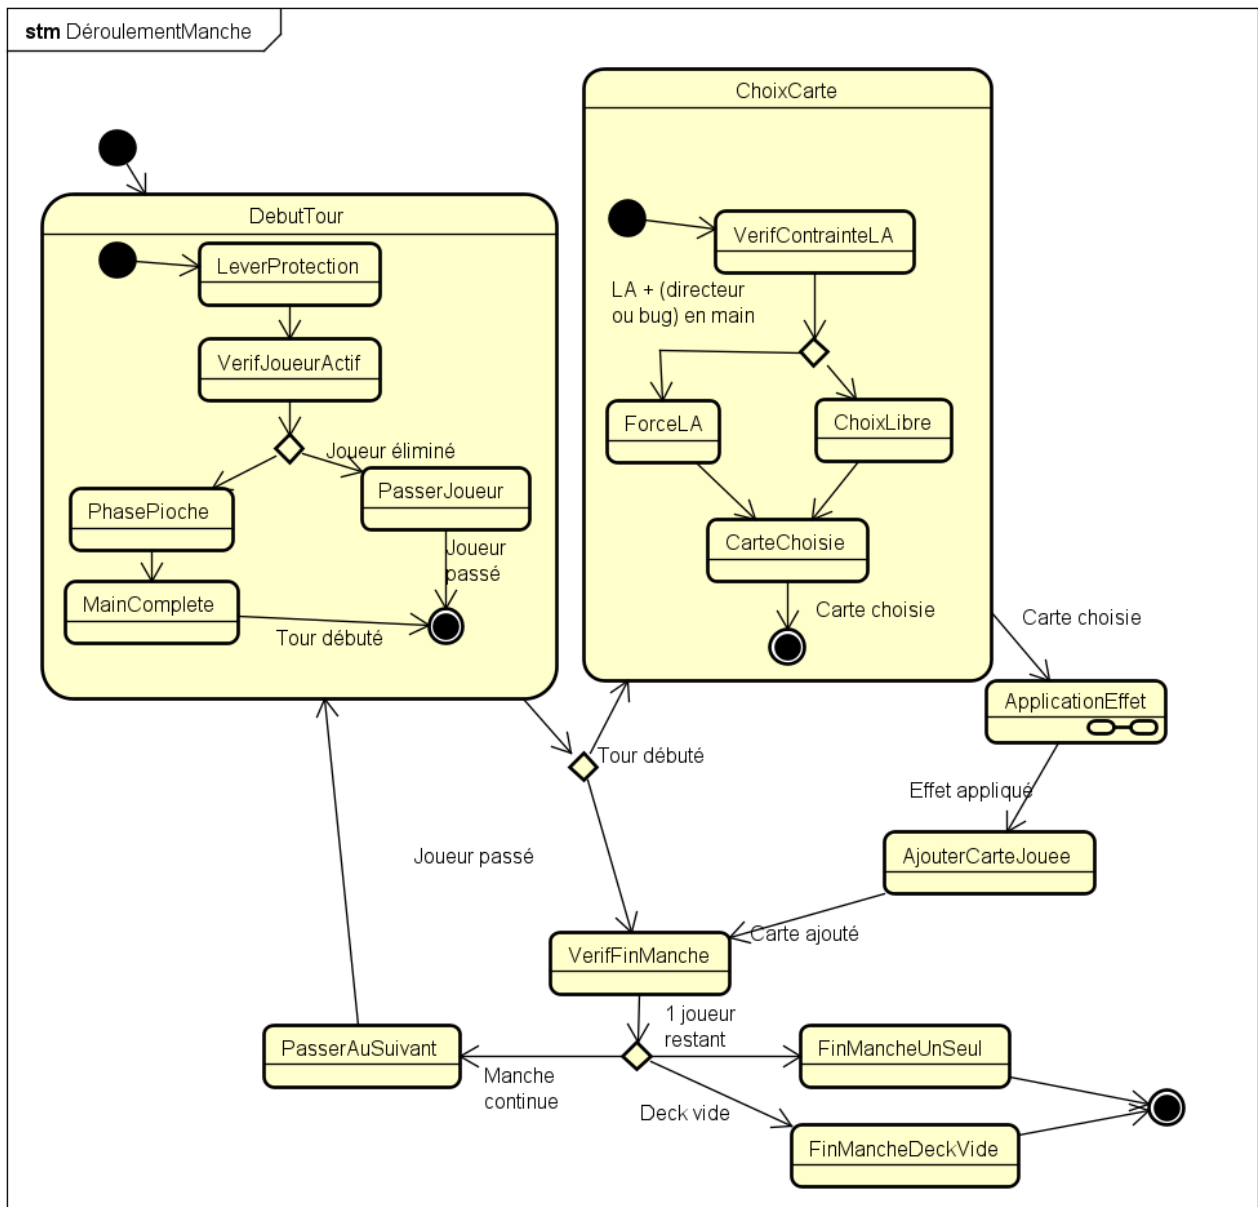 stm DéroulementManche
ChoixCarte
DebutTour
LeverProtection
VerifJoueurActif
Joueur éliminé
PhasePioche
PasserJoueur
MainComplete
Joueur
passé
Tour débuté
VerifContrainteLA
LA + (directeur
ou bug) en main
ForceLA
ChoixLibre
CarteChoisie
Carte choisie
Carte choisie
ApplicationEffet
Tour débuté
Effet appliqué
Joueur passé
AjouterCarteJouee
Carte ajouté
VerifFinManche
1 joueur
restant
PasserAuSuivant
FinMancheUnSeul
Manche
continue
Deck vide
FinMancheDeckVide